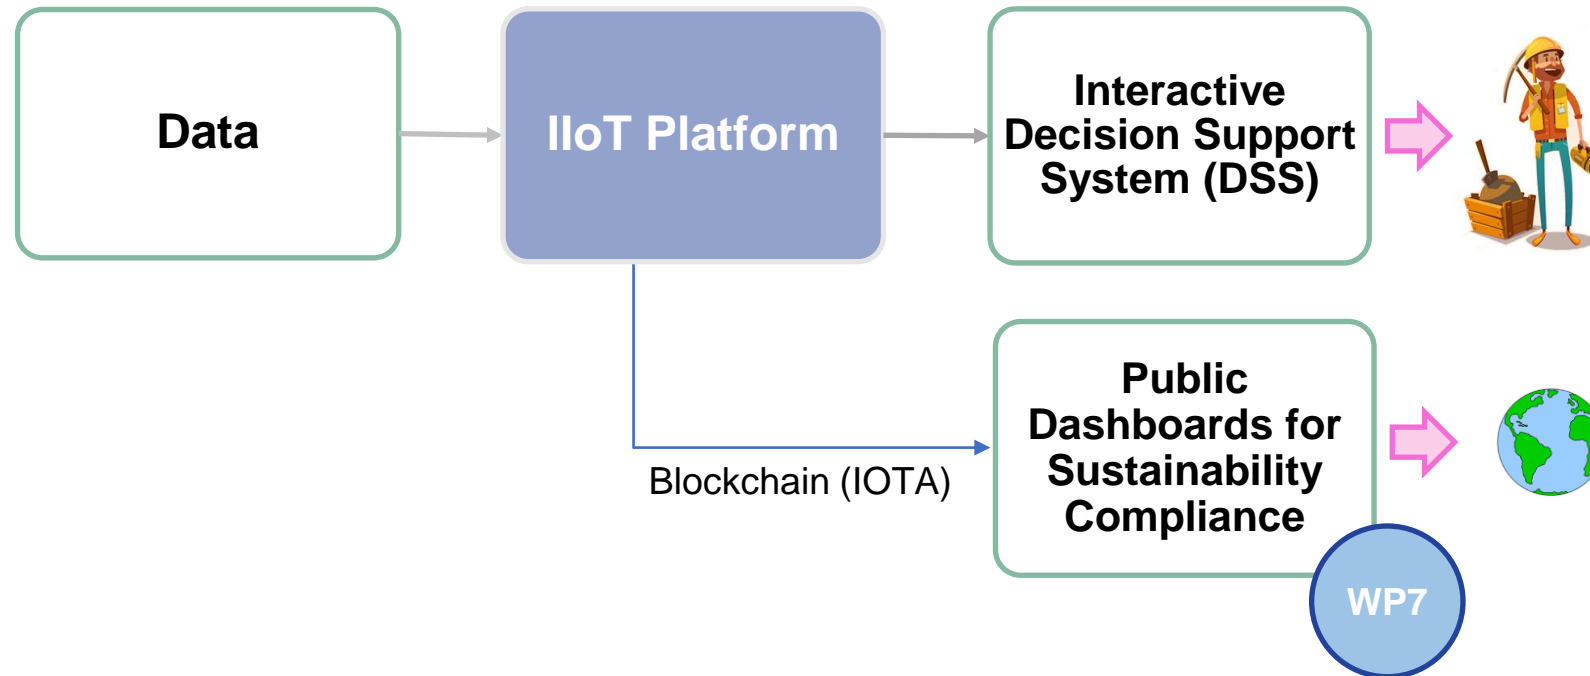 Data
IIoT Platform
Interactive
Decision Support
System (DSS)
Blockchain (IOTA)
Public
Dashboards for
Sustainability
Compliance
WP7